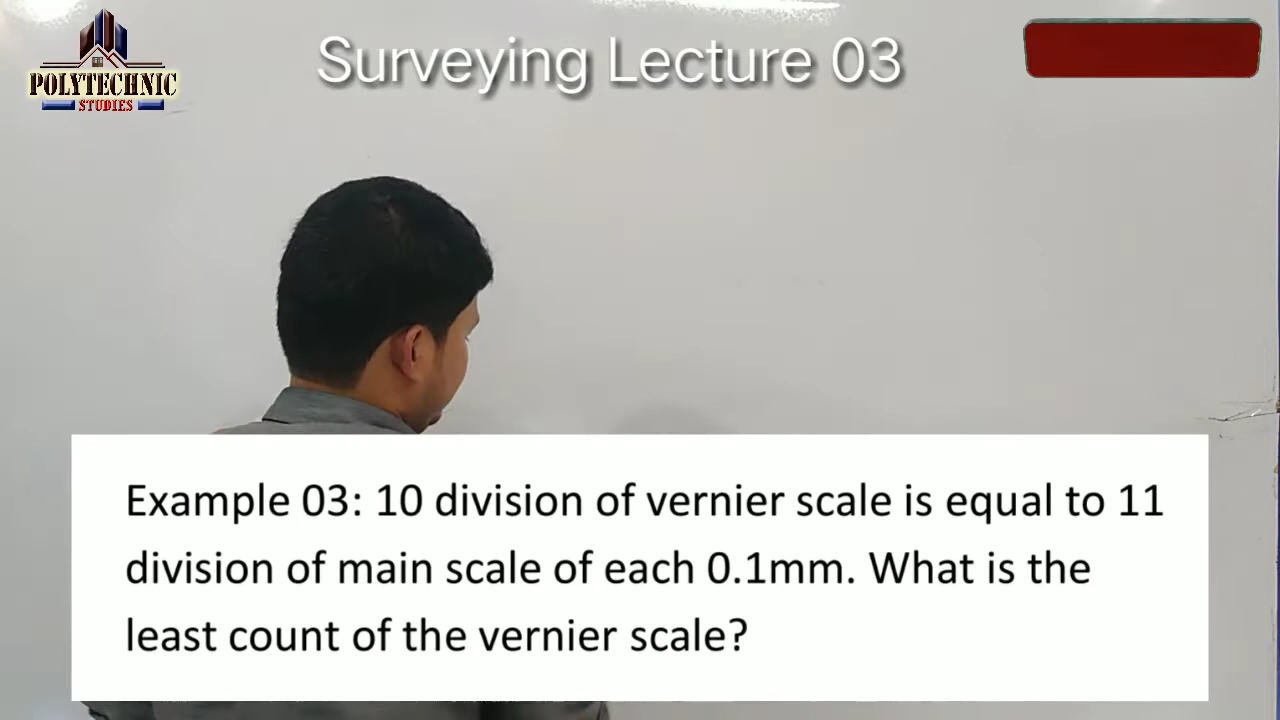 POLYTECHNIC
STUDIES
Surveying Lecture 03
Example 03: 10 division of vernier scale is equal to 11
division of main scale of each 0.1mm. What is the
least count of the vernier scale?